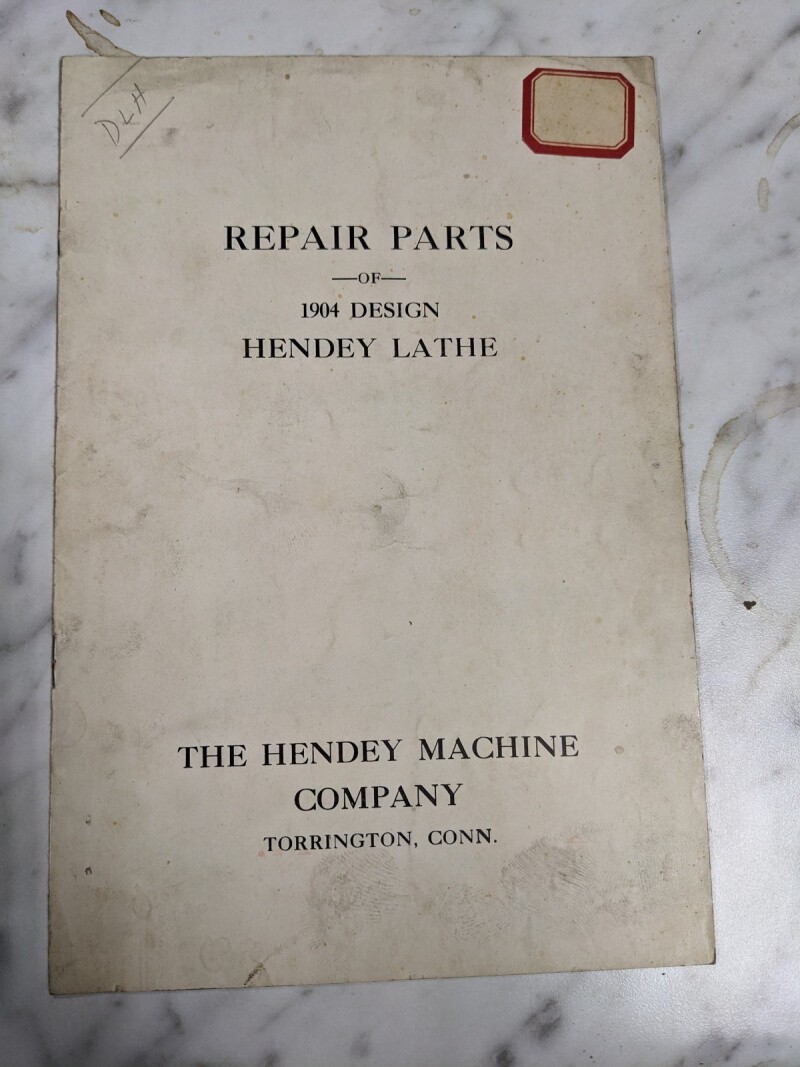 DLH
REPAIR PARTS
—OF—
1904 DESIGN
HENDEY LATHE
THE HENDEY MACHINE
COMPANY
TORRINGTON, CONN.